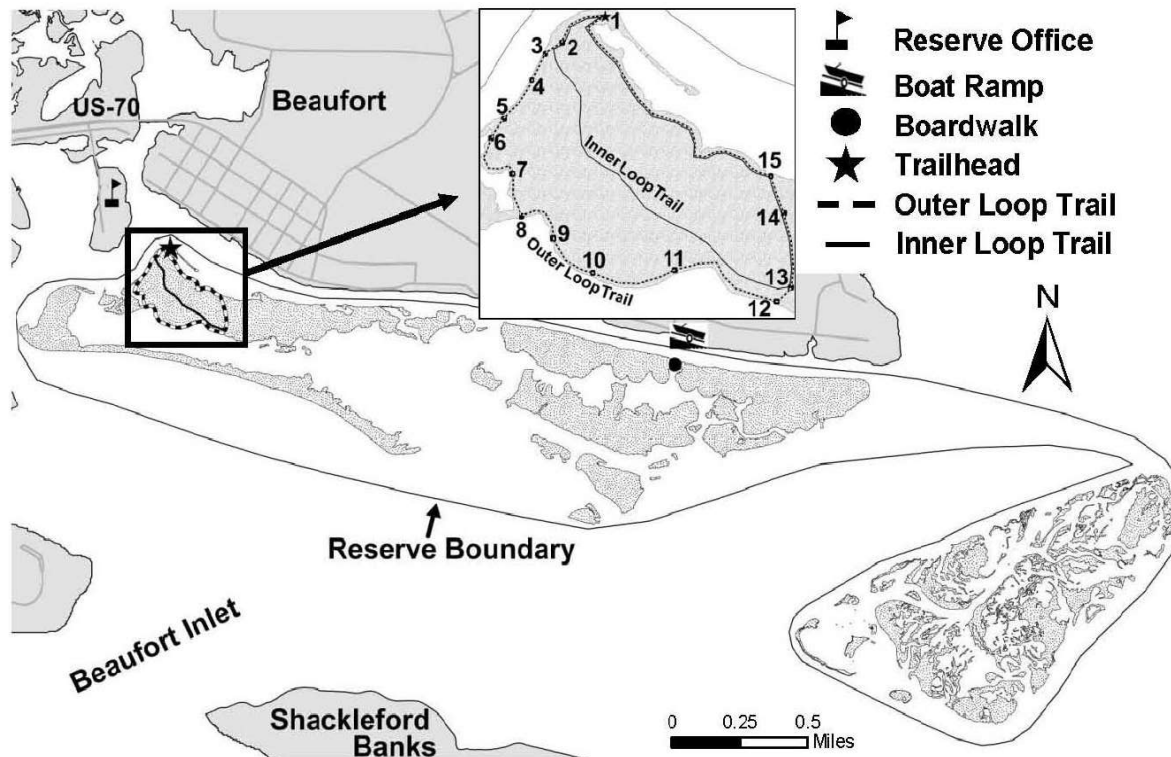 Reserve Office
Boat Ramp
Boardwalk
Trailhead
Outer Loop Trail
Inner Loop Trail
US-70
Beaufort
1
2
3
4
5
6
7
8
9
10
11
12
13
14
15
Inner Loop Trail
Outer Loop Trail
N
Reserve Boundary
Beaufort Inlet
Shackleford
Banks
0 0.25 0.5
Miles